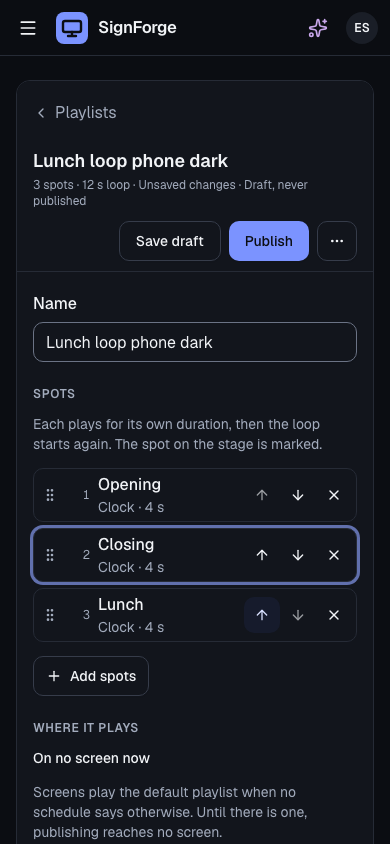 SignForge
ES
Playlists
Lunch loop phone dark
3 spots · 12 s loop · Unsaved changes · Draft, never
published
Save draft
Publish
Name
Lunch loop phone dark
SPOTS
Each plays for its own duration, then the loop
starts again. The spot on the stage is marked.
1 Opening
Clock · 4 s
2 Closing
Clock · 4 s
3 Lunch
Clock · 4 s
Add spots
WHERE IT PLAYS
On no screen now
Screens play the default playlist when no
schedule says otherwise. Until there is one,
publishing reaches no screen.